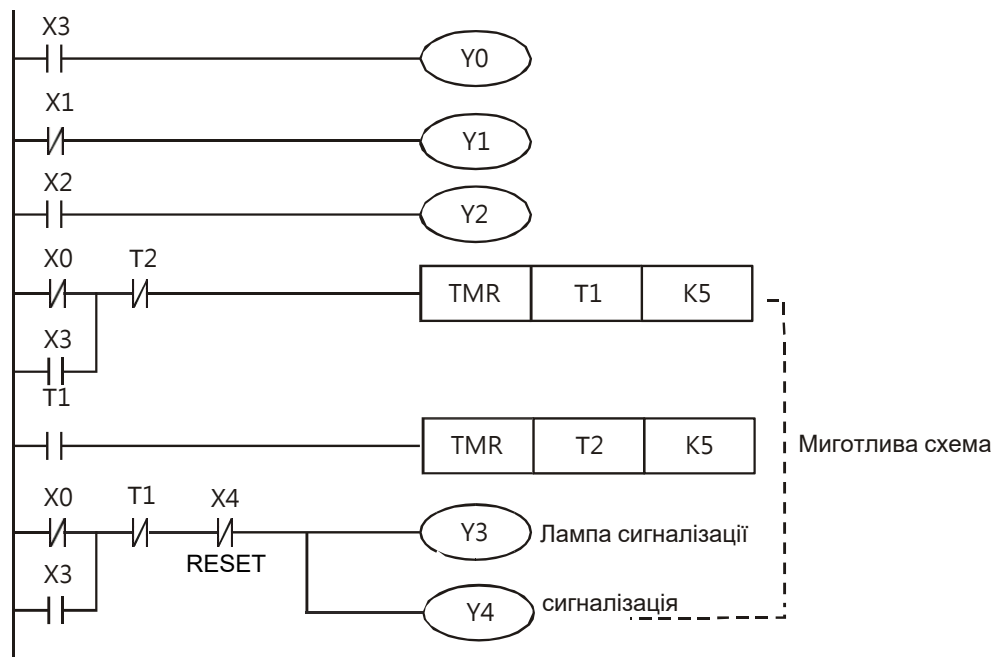 X3
Y0
X1
Y1
X2
Y2
X0 T2
TMR T1 K5
X3
T1
TMR T2 K5
Миготлива схема
X0 T1 X4
Y3 Лампа сигналізації
RESET
X3
Y4 сигналізація